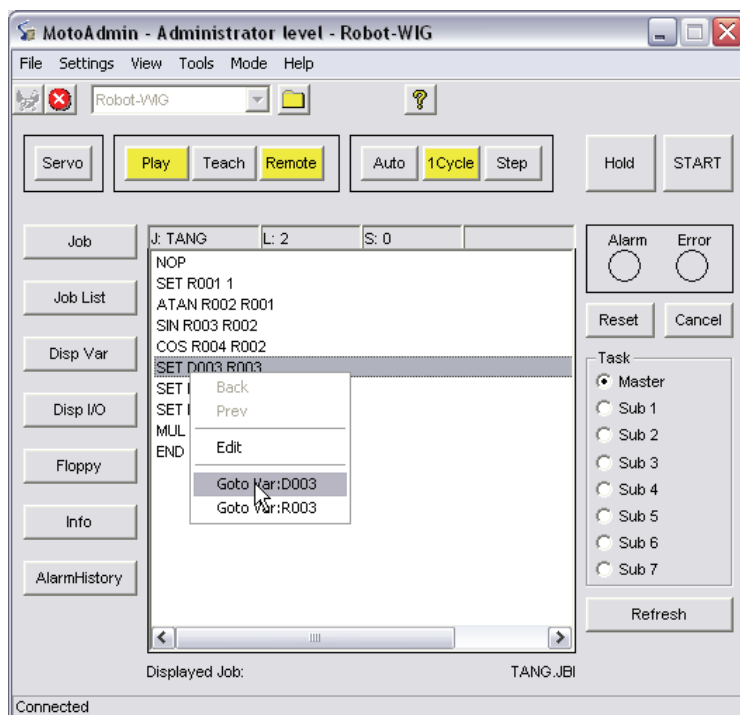 MotoAdmin - Administrator level - Robot-WIG
File Settings View Tools Mode Help
Robot-WIG
?
Servo Play Teach Remote Auto 1Cycle Step Hold START
Job
Job List
Disp Var
Disp I/O
Floppy
Info
AlarmHistory
J: TANG L: 2 S: 0
NOP
SET R001 1
ATAN R002 R001
SIN R003 R002
COS R004 R002
SET D003 R003
SET
SET
MUL
END
Back
Prev
Edit
Goto Var:D003
Goto Var:R003
Displayed Job: TANG.JBI
Alarm Error
Reset Cancel
Task
Master
Sub 1
Sub 2
Sub 3
Sub 4
Sub 5
Sub 6
Sub 7
Refresh
Connected